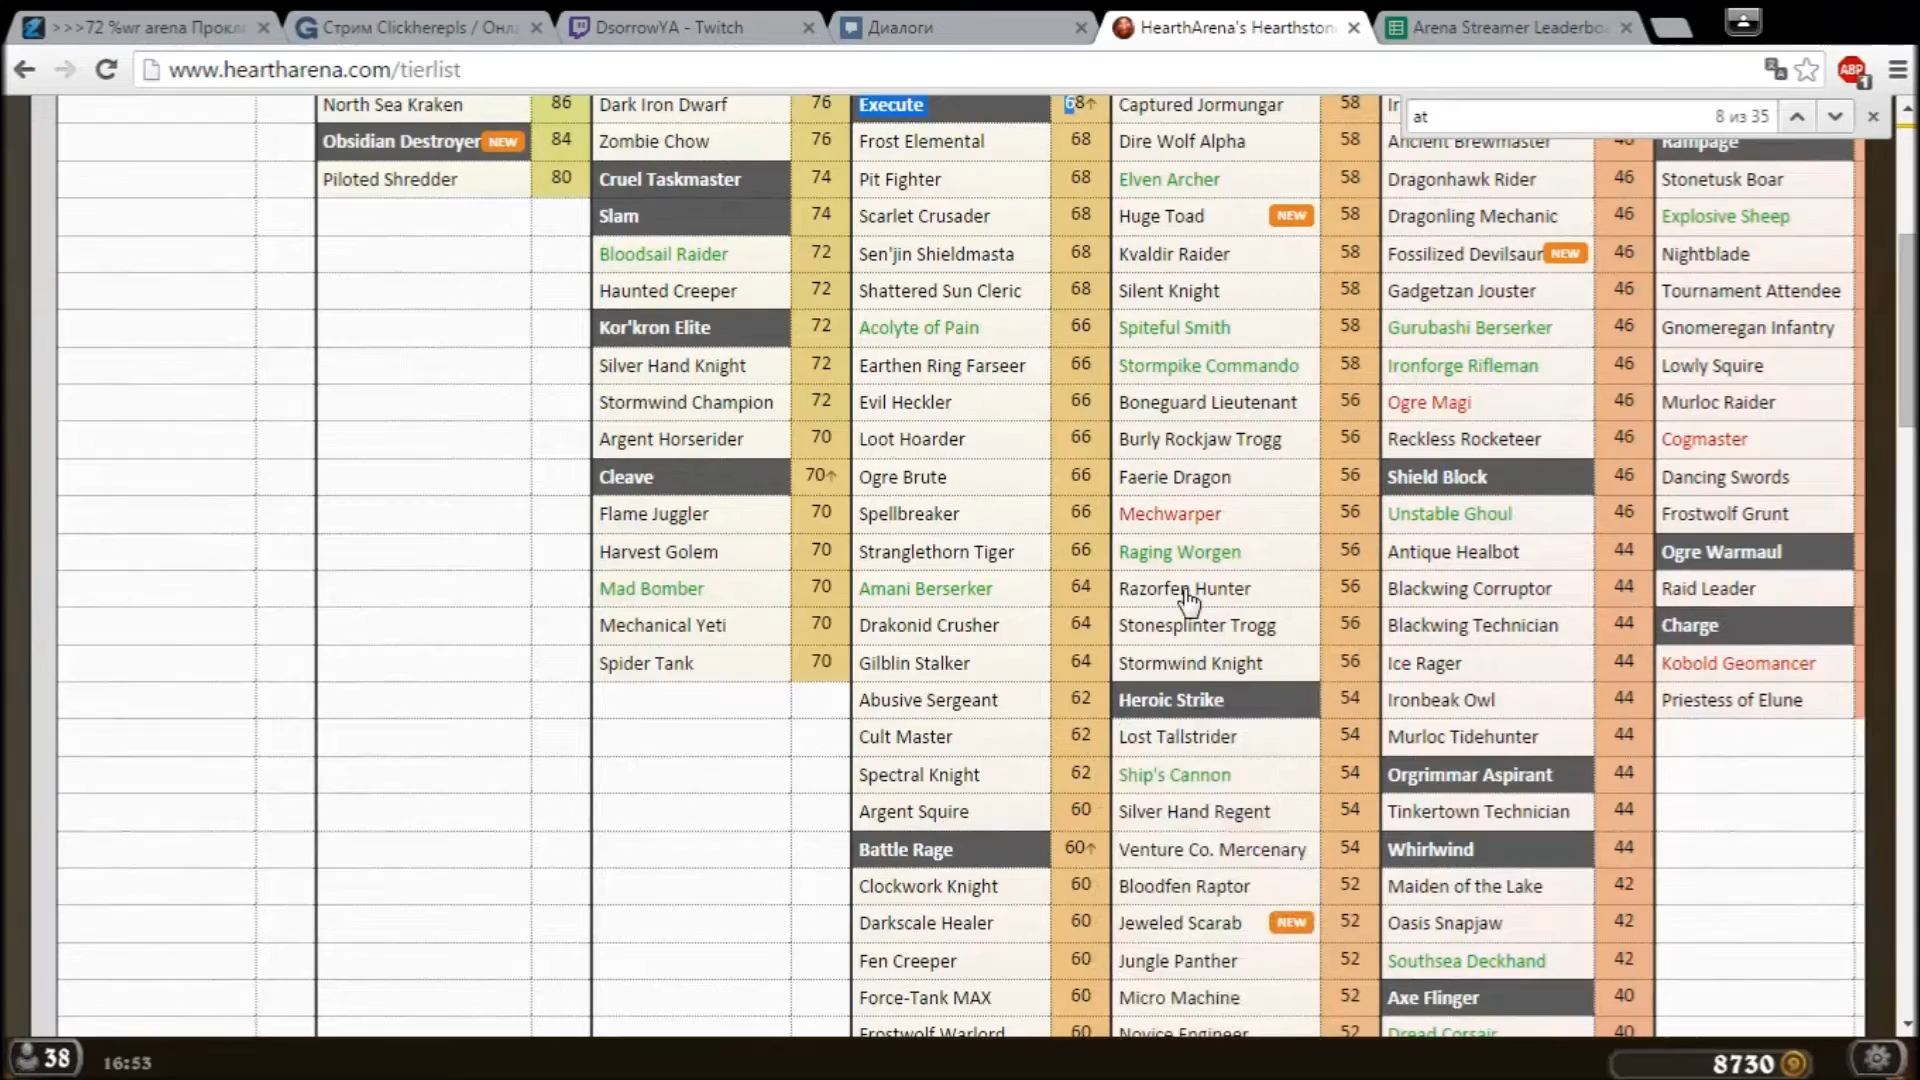 >>>72 %wr arena Прокл
Стрим Clickherepls / Онл
DsorrowYA - Twitch
Диалоги
HearthArena's Hearthston
Arena Streamer Leaderbo
www.heartharena.com/tierlist
ABP
1
at
8 из 35
North Sea Kraken 86 Dark Iron Dwarf 76 Execute 68↑ Captured Jormungar 58
Obsidian Destroyer NEW 84 Zombie Chow 76 Frost Elemental 68 Dire Wolf Alpha 58 Ancient Brewmaster Rampage
Piloted Shredder 80 Cruel Taskmaster 74 Pit Fighter 68 Elven Archer 58 Dragonhawk Rider 46 Stonetusk Boar
Slam 74 Scarlet Crusader 68 Huge Toad NEW 58 Dragonling Mechanic 46 Explosive Sheep
Bloodsail Raider 72 Sen'jin Shieldmasta 68 Kvaldir Raider 58 Fossilized Devilsaur NEW 46 Nightblade
Haunted Creeper 72 Shattered Sun Cleric 68 Silent Knight 58 Gadgetzan Jouster 46 Tournament Attendee
Kor'kron Elite 72 Acolyte of Pain 66 Spiteful Smith 58 Gurubashi Berserker 46 Gnomeregan Infantry
Silver Hand Knight 72 Earthen Ring Farseer 66 Stormpike Commando 58 Ironforge Rifleman 46 Lowly Squire
Stormwind Champion 72 Evil Heckler 66 Boneguard Lieutenant 56 Ogre Magi 46 Murloc Raider
Argent Horserider 70 Loot Hoarder 66 Burly Rockjaw Trogg 56 Reckless Rocketeer 46 Cogmaster
Cleave 70↑ Ogre Brute 66 Faerie Dragon 56 Shield Block 46 Dancing Swords
Flame Juggler 70 Spellbreaker 66 Mechwarper 56 Unstable Ghoul 46 Frostwolf Grunt
Harvest Golem 70 Stranglethorn Tiger 66 Raging Worgen 56 Antique Healbot 44 Ogre Warmaul
Mad Bomber 70 Amani Berserker 64 Razorfen Hunter 56 Blackwing Corruptor 44 Raid Leader
Mechanical Yeti 70 Drakonid Crusher 64 Stonesplinter Trogg 56 Blackwing Technician 44 Charge
Spider Tank 70 Gilblin Stalker 64 Stormwind Knight 56 Ice Rager 44 Kobold Geomancer
Abusive Sergeant 62 Heroic Strike 54 Ironbeak Owl 44 Priestess of Elune
Cult Master 62 Lost Tallstrider 54 Murloc Tidehunter 44
Spectral Knight 62 Ship's Cannon 54 Orgrimmar Aspirant 44
Argent Squire 60 Silver Hand Regent 54 Tinkertown Technician 44
Battle Rage 60↑ Venture Co. Mercenary 54 Whirlwind 44
Clockwork Knight 60 Bloodfen Raptor 52 Maiden of the Lake 42
Darkscale Healer 60 Jeweled Scarab NEW 52 Oasis Snapjaw 42
Fen Creeper 60 Jungle Panther 52 Southsea Deckhand 42
Force-Tank MAX 60 Micro Machine 52 Axe Flinger 40
Frostwolf Warlord 60 Novice Engineer 52 Dread Corsair 40
38
16:53
8730